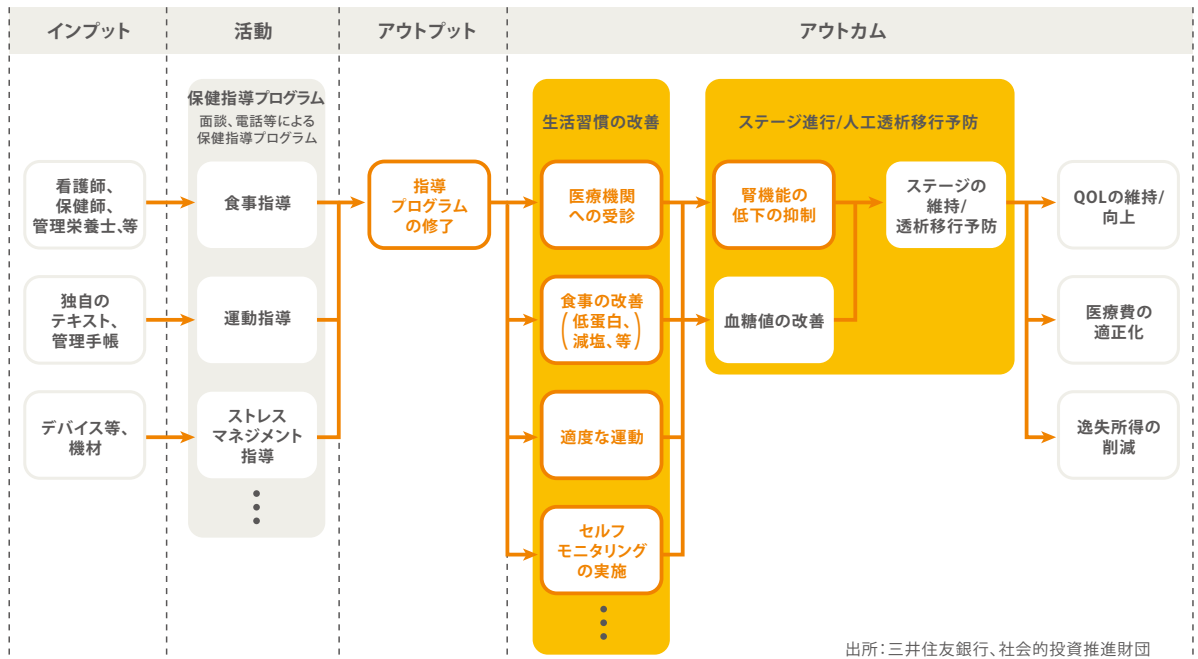 インプット
活動
アウトプット
アウトカム
保健指導プログラム
面談、電話等による
保健指導プログラム
生活習慣の改善
ステージ進行/人工透析移行予防
看護師、
保健師、
管理栄養士、等
食事指導
指導
プログラム
の修了
医療機関
への受診
腎機能の
低下の抑制
ステージの
維持/
透析移行予防
QOLの維持/
向上
独自の
テキスト、
管理手帳
運動指導
食事の改善
(低蛋白、
減塩、等)
血糖値の改善
医療費の
適正化
デバイス等、
機材
ストレス
マネジメント
指導
適度な運動
逸失所得の
削減
セルフ
モニタリング
の実施
出所：三井住友銀行、社会的投資推進財団